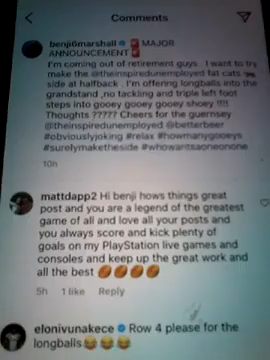 Comments
benji6marshall 🚨 MAJOR
ANNOUNCEMENT 🚨
I'm coming out of retirement guys . I want to try
make the @theinspiredunemployed fat cats
side at halfback . I'm offering longballs into the
grandstand ,no tackling and triple left foot
steps into gooey gooey gooey shoey !!!!
Thoughts ????? Cheers for the guernsey
@theinspiredunemployed @betterbeer
#obviouslyjoking #relax #howmanygooeys
#surelymaketheside #whowantsaoneonone
10h
mattdapp2 Hi benji hows things great
post and you are a legend of the greatest
game of all and love all your posts and
you always score and kick plenty of
goals on my PlayStation live games and
consoles and keep up the great work and
all the best 🏉🏉🏉🏉
5h 1 like Reply
elonivunakece Row 4 please for the
longballs😂😂😂